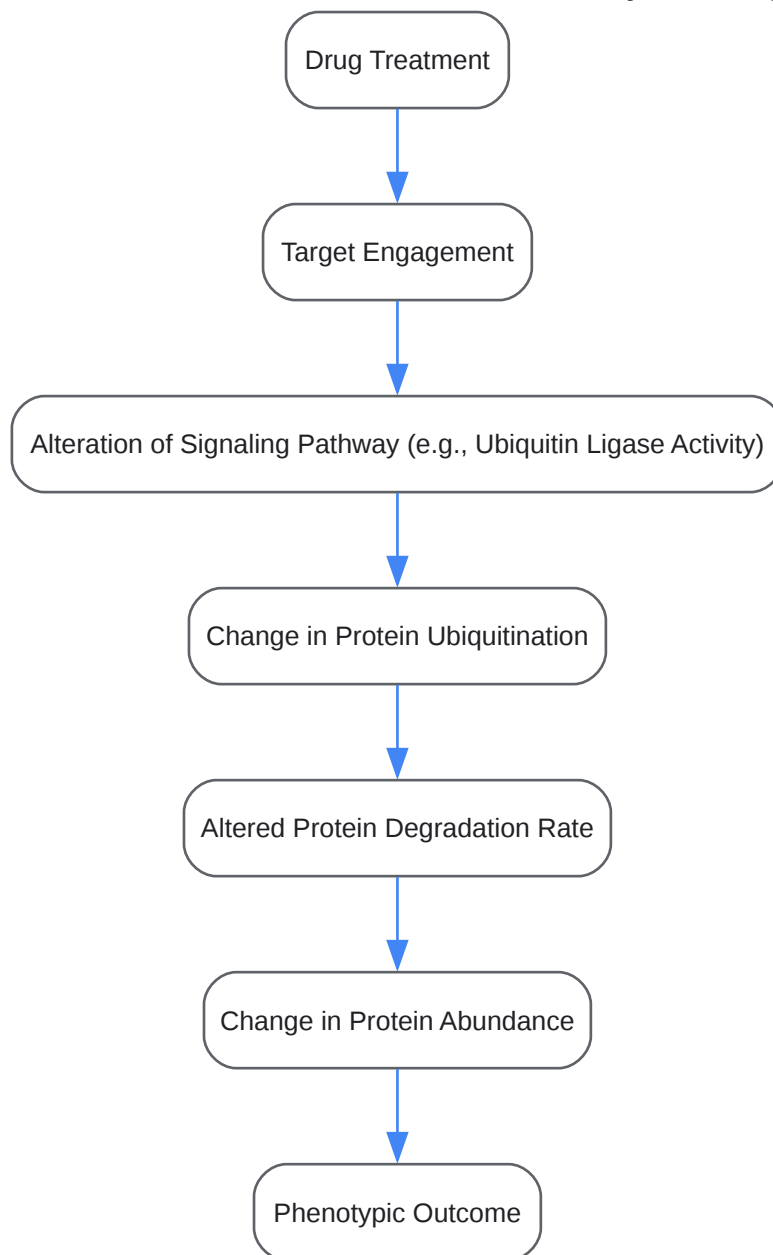 Drug Treatment
Target Engagement
Alteration of Signaling Pathway (e.g., Ubiquitin Ligase Activity)
Change in Protein Ubiquitination
Altered Protein Degradation Rate
Change in Protein Abundance
Phenotypic Outcome